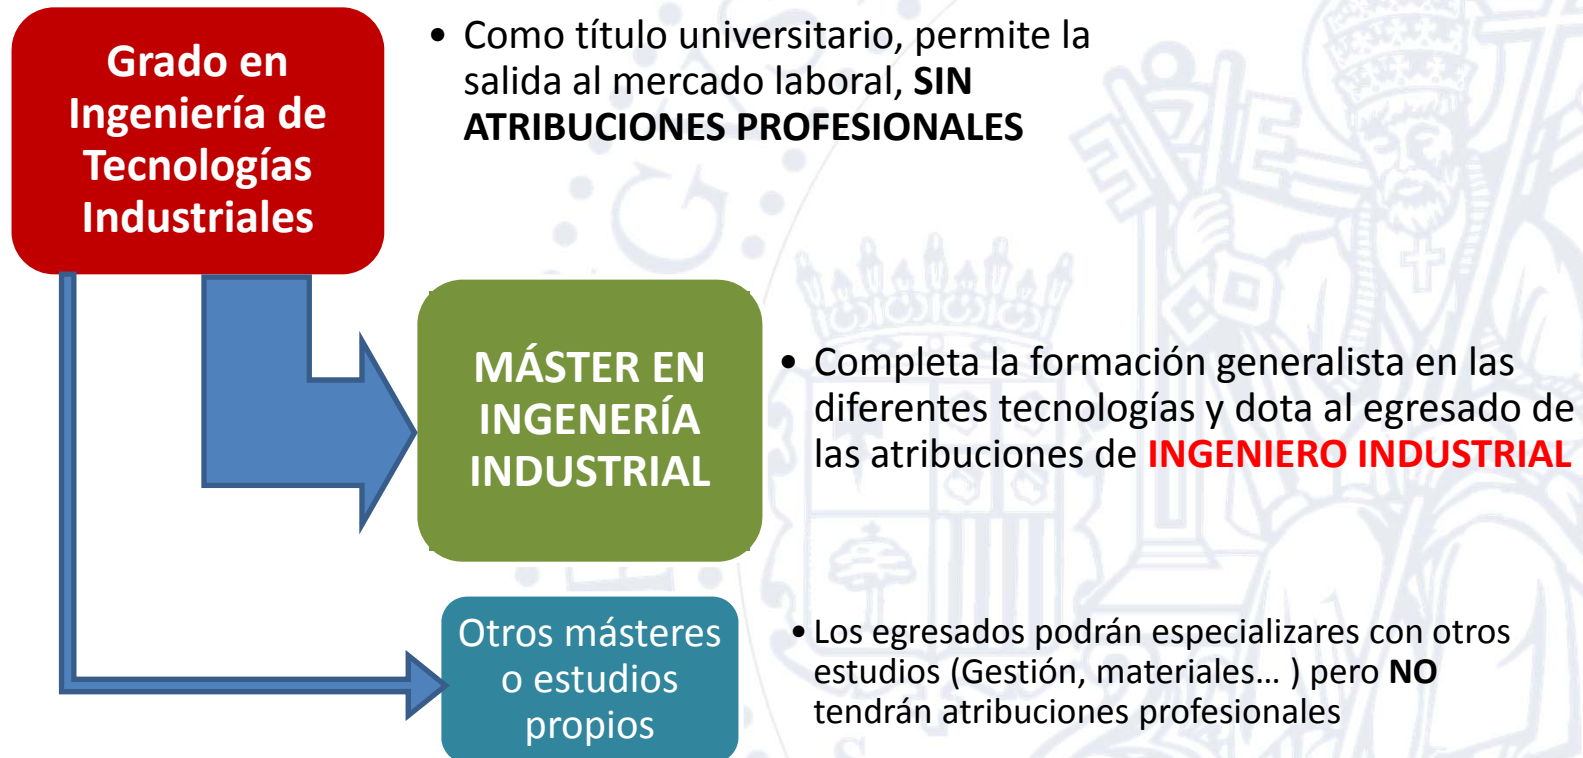 Grado en
Ingeniería de
Tecnologías
Industriales
• Como título universitario, permite la
salida al mercado laboral, SIN
ATRIBUCIONES PROFESIONALES
MÁSTER EN
INGENERÍA
INDUSTRIAL
• Completa la formación generalista en las
diferentes tecnologías y dota al egresado de
las atribuciones de INGENIERO INDUSTRIAL
Otros másteres
o estudios
propios
• Los egresados podrán especializares con otros
estudios (Gestión, materiales... ) pero NO
tendrán atribuciones profesionales